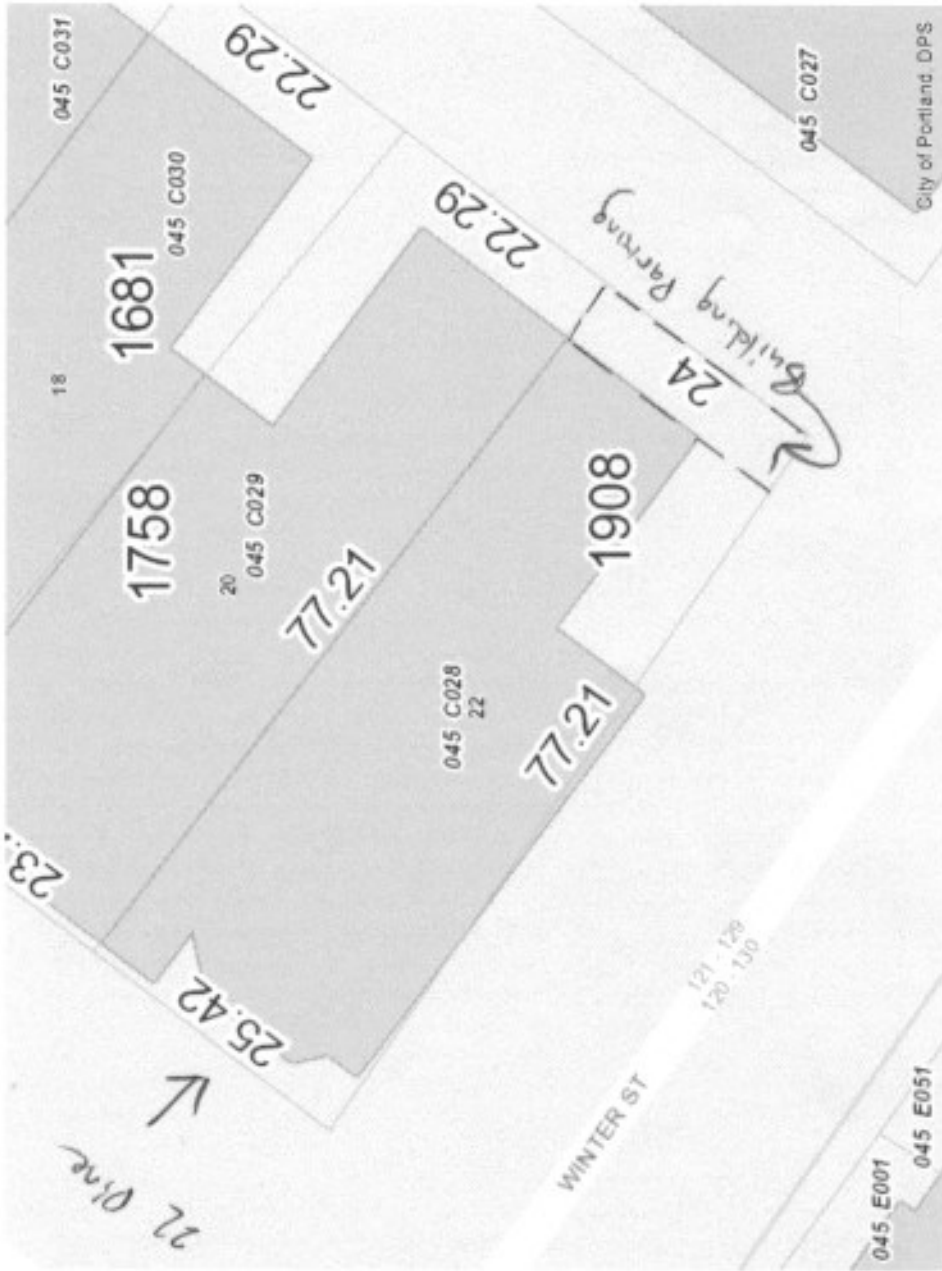 045 C031
22.29
045 C030
1681
18
22.29
045 C027
City of Portland. DPS
Building Parking
24
1758
20
045 C029
77.21
1908
045 C028
22
77.21
23.
25.42
22 Pine
WINTER ST
121 - 129
120 - 130
045 E001
045 E051